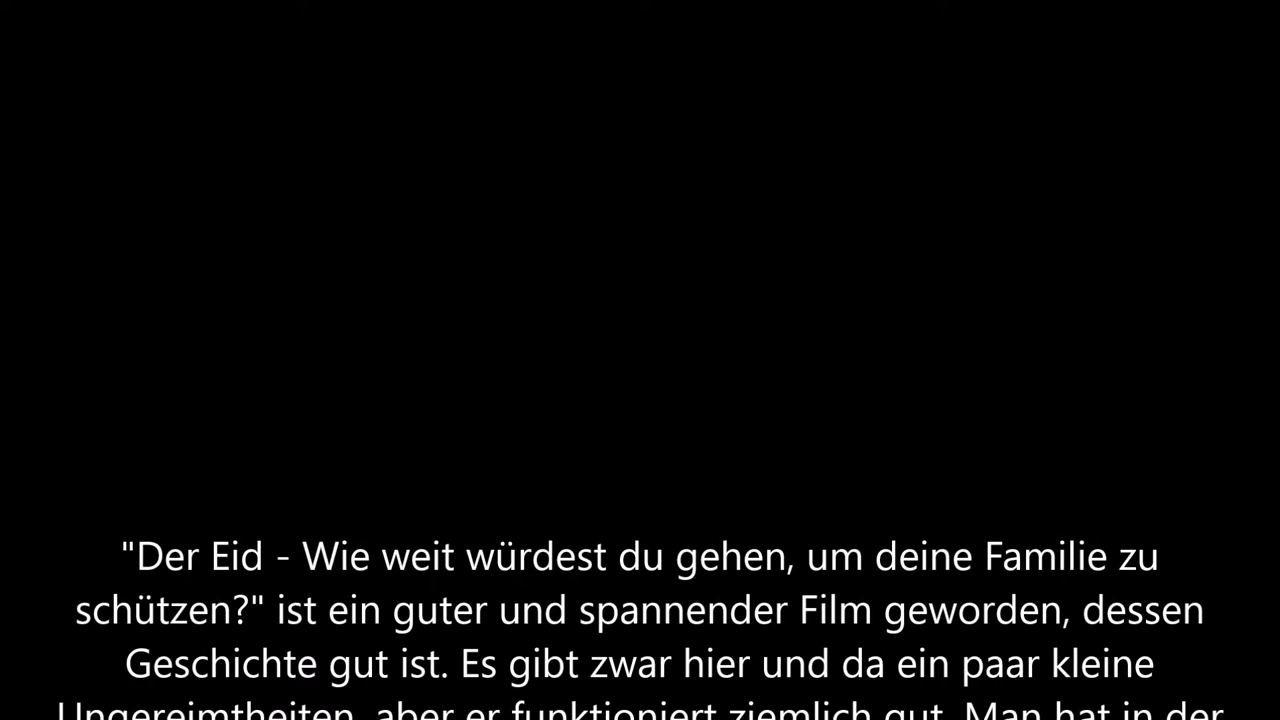 "Der Eid - Wie weit würdest du gehen, um deine Familie zu
schützen?" ist ein guter und spannender Film geworden, dessen
Geschichte gut ist. Es gibt zwar hier und da ein paar kleine
Ungereimtheiten, aber er funktioniert ziemlich gut. Man hat in der